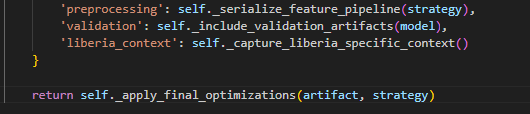 'preprocessing': self._serialize_feature_pipeline(strategy),
'validation': self._include_validation_artifacts(model),
'liberia_context': self._capture_liberia_specific_context()
}
return self._apply_final_optimizations(artifact, strategy)